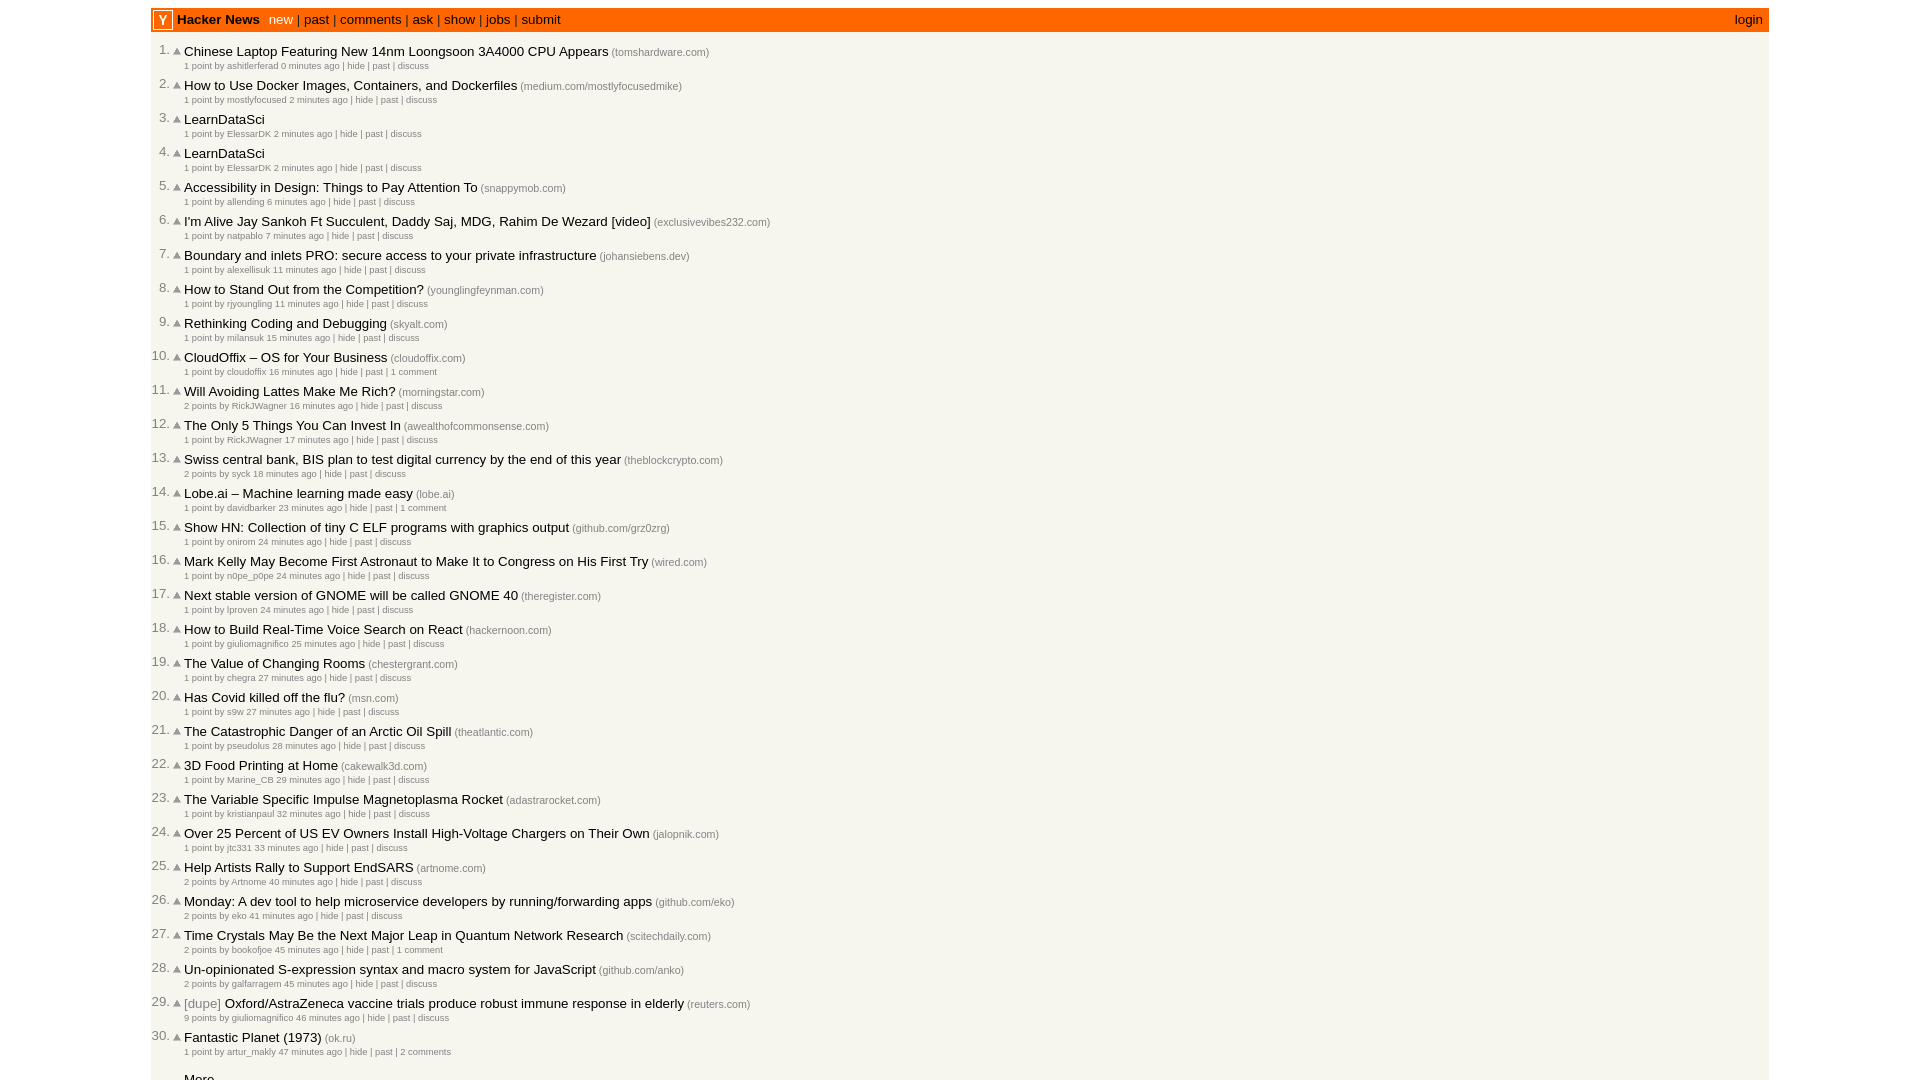 Y Hacker News new | past | comments | ask | show | jobs | submit login
1. Chinese Laptop Featuring New 14nm Loongsoon 3A4000 CPU Appears (tomshardware.com)
1 point by ashitlerferad 0 minutes ago | hide | past | discuss
2. How to Use Docker Images, Containers, and Dockerfiles (medium.com/mostlyfocusedmike)
1 point by mostlyfocused 2 minutes ago | hide | past | discuss
3. LearnDataSci
1 point by ElessarDK 2 minutes ago | hide | past | discuss
4. LearnDataSci
1 point by ElessarDK 2 minutes ago | hide | past | discuss
5. Accessibility in Design: Things to Pay Attention To (snappymob.com)
1 point by allending 6 minutes ago | hide | past | discuss
6. I'm Alive Jay Sankoh Ft Succulent, Daddy Saj, MDG, Rahim De Wezard [video] (exclusivevibes232.com)
1 point by natpablo 7 minutes ago | hide | past | discuss
7. Boundary and inlets PRO: secure access to your private infrastructure (johansiebens.dev)
1 point by alexellisuk 11 minutes ago | hide | past | discuss
8. How to Stand Out from the Competition? (younglingfeynman.com)
1 point by rjyoungling 11 minutes ago | hide | past | discuss
9. Rethinking Coding and Debugging (skyalt.com)
1 point by milansuk 15 minutes ago | hide | past | discuss
10. CloudOffix – OS for Your Business (cloudoffix.com)
1 point by cloudoffix 16 minutes ago | hide | past | 1 comment
11. Will Avoiding Lattes Make Me Rich? (morningstar.com)
2 points by RickJWagner 16 minutes ago | hide | past | discuss
12. The Only 5 Things You Can Invest In (awealthofcommonsense.com)
1 point by RickJWagner 17 minutes ago | hide | past | discuss
13. Swiss central bank, BIS plan to test digital currency by the end of this year (theblockcrypto.com)
2 points by syck 18 minutes ago | hide | past | discuss
14. Lobe.ai – Machine learning made easy (lobe.ai)
1 point by davidbarker 23 minutes ago | hide | past | 1 comment
15. Show HN: Collection of tiny C ELF programs with graphics output (github.com/grz0zrg)
1 point by onirom 24 minutes ago | hide | past | discuss
16. Mark Kelly May Become First Astronaut to Make It to Congress on His First Try (wired.com)
1 point by n0pe_p0pe 24 minutes ago | hide | past | discuss
17. Next stable version of GNOME will be called GNOME 40 (theregister.com)
1 point by lproven 24 minutes ago | hide | past | discuss
18. How to Build Real-Time Voice Search on React (hackernoon.com)
1 point by giuliomagnifico 25 minutes ago | hide | past | discuss
19. The Value of Changing Rooms (chestergrant.com)
1 point by chegra 27 minutes ago | hide | past | discuss
20. Has Covid killed off the flu? (msn.com)
1 point by s9w 27 minutes ago | hide | past | discuss
21. The Catastrophic Danger of an Arctic Oil Spill (theatlantic.com)
1 point by pseudolus 28 minutes ago | hide | past | discuss
22. 3D Food Printing at Home (cakewalk3d.com)
1 point by Marine_CB 29 minutes ago | hide | past | discuss
23. The Variable Specific Impulse Magnetoplasma Rocket (adastrarocket.com)
1 point by kristianpaul 32 minutes ago | hide | past | discuss
24. Over 25 Percent of US EV Owners Install High-Voltage Chargers on Their Own (jalopnik.com)
1 point by jtc331 33 minutes ago | hide | past | discuss
25. Help Artists Rally to Support EndSARS (artnome.com)
2 points by Artnome 40 minutes ago | hide | past | discuss
26. Monday: A dev tool to help microservice developers by running/forwarding apps (github.com/eko)
2 points by eko 41 minutes ago | hide | past | discuss
27. Time Crystals May Be the Next Major Leap in Quantum Network Research (scitechdaily.com)
2 points by bookofjoe 45 minutes ago | hide | past | 1 comment
28. Un-opinionated S-expression syntax and macro system for JavaScript (github.com/anko)
2 points by galfarragem 45 minutes ago | hide | past | discuss
29. [dupe] Oxford/AstraZeneca vaccine trials produce robust immune response in elderly (reuters.com)
9 points by giuliomagnifico 46 minutes ago | hide | past | discuss
30. Fantastic Planet (1973) (ok.ru)
1 point by artur_makly 47 minutes ago | hide | past | 2 comments
More